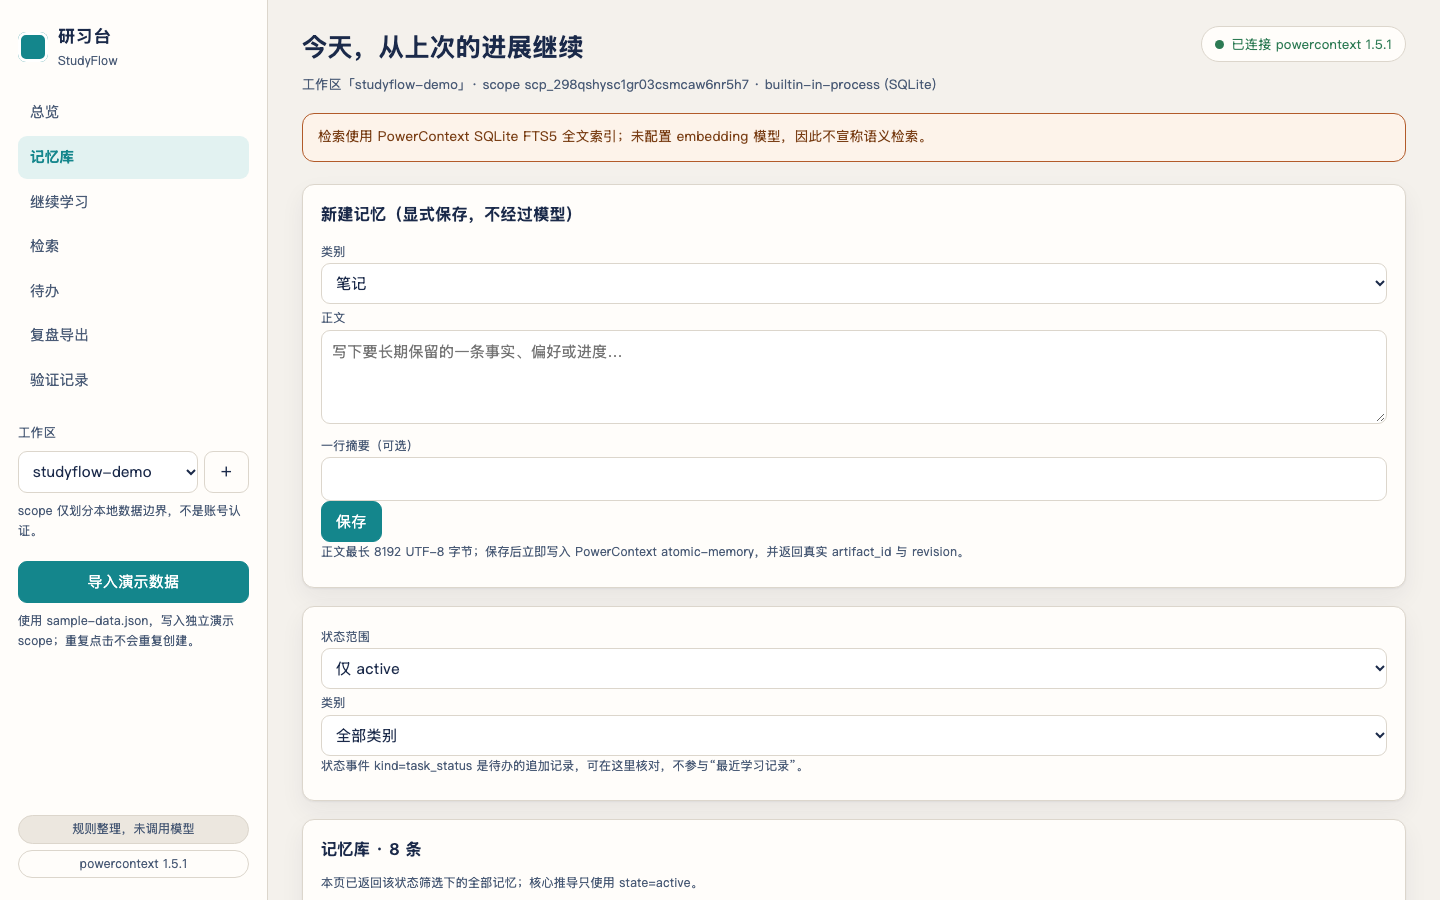 研习台
StudyFlow
总览
记忆库
继续学习
检索
待办
复盘导出
验证记录
工作区
studyflow-demo
+
scope 仅划分本地数据边界，不是账号认
证。
导入演示数据
使用 sample-data.json，写入独立演示
scope；重复点击不会重复创建。
规则整理，未调用模型
powercontext 1.5.1
今天，从上次的进展继续
已连接 powercontext 1.5.1
工作区「studyflow-demo」· scope scp_298qshysc1gr03csmcaw6nr5h7 · builtin-in-process (SQLite)
检索使用 PowerContext SQLite FTS5 全文索引；未配置 embedding 模型，因此不宣称语义检索。
新建记忆（显式保存，不经过模型）
类别
笔记
正文
写下要长期保留的一条事实、偏好或进度…
一行摘要（可选）
保存
正文最长 8192 UTF-8 字节；保存后立即写入 PowerContext atomic-memory，并返回真实 artifact_id 与 revision。
状态范围
仅 active
类别
全部类别
状态事件 kind=task_status 是待办的追加记录，可在这里核对，不参与“最近学习记录”。
记忆库 · 8 条
本页已返回该状态筛选下的全部记忆；核心推导只使用 state=active。